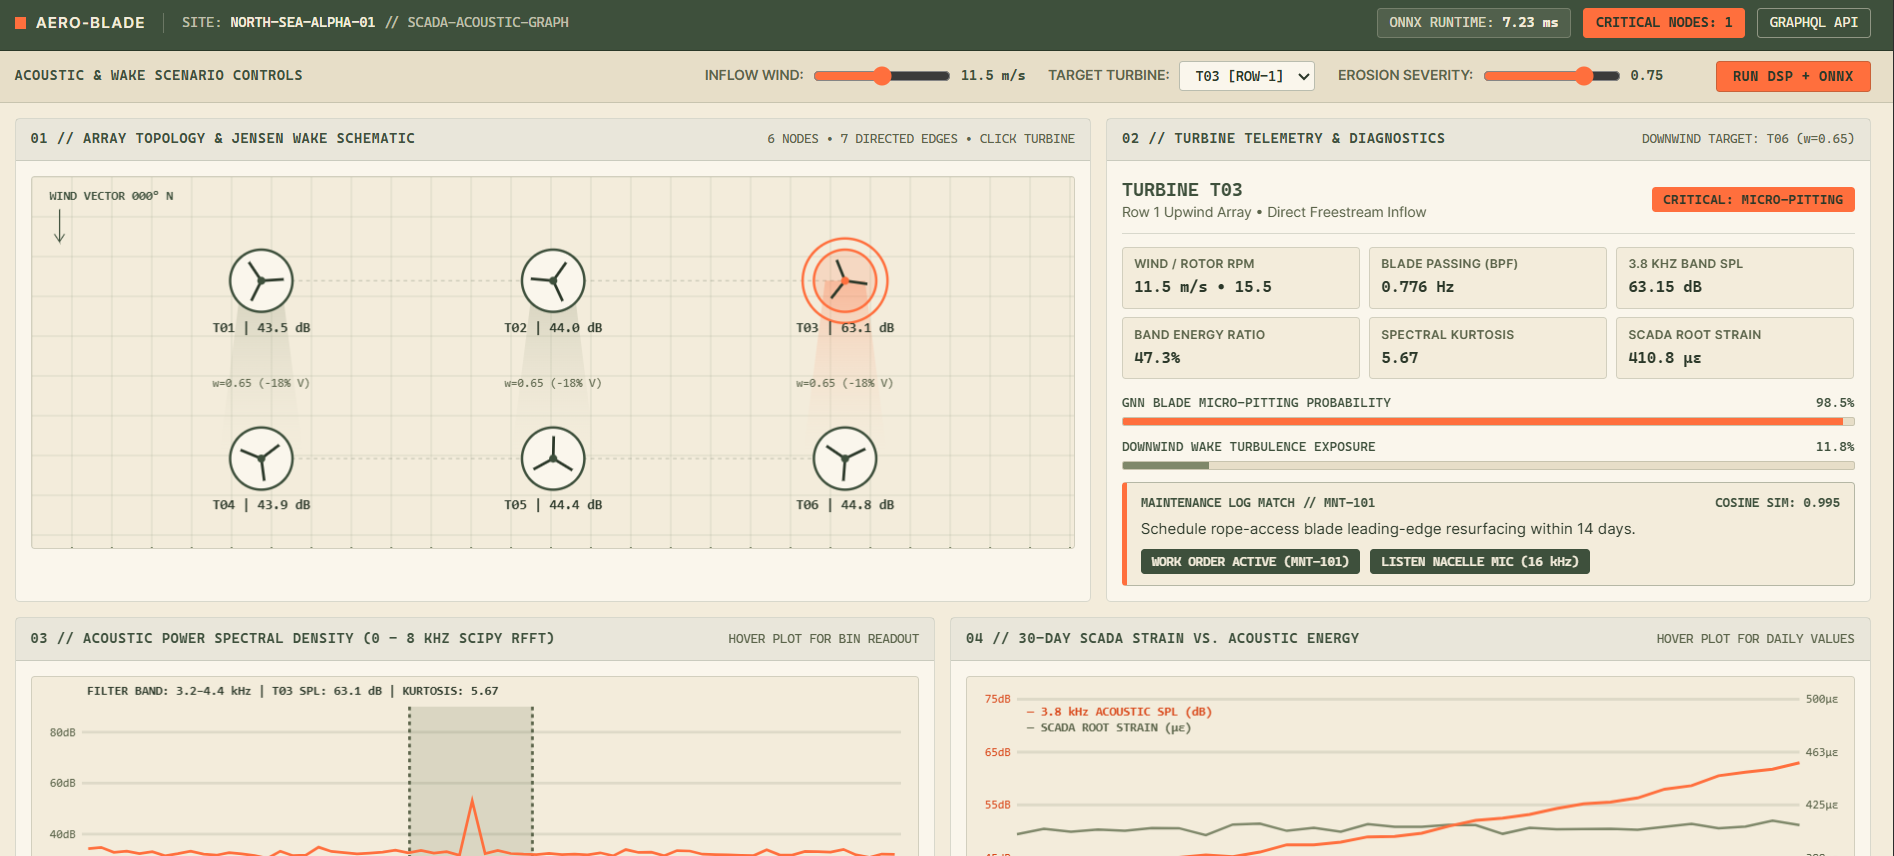 AERO-BLADE
SITE: NORTH-SEA-ALPHA-01 // SCADA-ACOUSTIC-GRAPH
ONNX RUNTIME: 7.23 ms
CRITICAL NODES: 1
GRAPHQL API
ACOUSTIC & WAKE SCENARIO CONTROLS
INFLOW WIND:
11.5 m/s
TARGET TURBINE:
T03 [ROW-1]
EROSION SEVERITY:
0.75
RUN DSP + ONNX
01 // ARRAY TOPOLOGY & JENSEN WAKE SCHEMATIC
6 NODES • 7 DIRECTED EDGES • CLICK TURBINE
WIND VECTOR 000° N
T01 | 43.5 dB
T02 | 44.0 dB
T03 | 63.1 dB
w=0.65 (-18% V)
w=0.65 (-18% V)
w=0.65 (-18% V)
T04 | 43.9 dB
T05 | 44.4 dB
T06 | 44.8 dB
02 // TURBINE TELEMETRY & DIAGNOSTICS
DOWNWIND TARGET: T06 (w=0.65)
TURBINE T03
Row 1 Upwind Array • Direct Freestream Inflow
CRITICAL: MICRO-PITTING
WIND / ROTOR RPM
11.5 m/s • 15.5
BLADE PASSING (BPF)
0.776 Hz
3.8 KHZ BAND SPL
63.15 dB
BAND ENERGY RATIO
47.3%
SPECTRAL KURTOSIS
5.67
SCADA ROOT STRAIN
410.8 με
GNN BLADE MICRO-PITTING PROBABILITY
98.5%
DOWNWIND WAKE TURBULENCE EXPOSURE
11.8%
MAINTENANCE LOG MATCH // MNT-101
COSINE SIM: 0.995
Schedule rope-access blade leading-edge resurfacing within 14 days.
WORK ORDER ACTIVE (MNT-101)
LISTEN NACELLE MIC (16 kHz)
03 // ACOUSTIC POWER SPECTRAL DENSITY (0 – 8 KHZ SCIPY RFFT)
HOVER PLOT FOR BIN READOUT
FILTER BAND: 3.2–4.4 kHz | T03 SPL: 63.1 dB | KURTOSIS: 5.67
80dB
60dB
40dB
04 // 30-DAY SCADA STRAIN VS. ACOUSTIC ENERGY
HOVER PLOT FOR DAILY VALUES
75dB
500με
— 3.8 kHz ACOUSTIC SPL (dB)
— SCADA ROOT STRAIN (με)
65dB
463με
55dB
425με